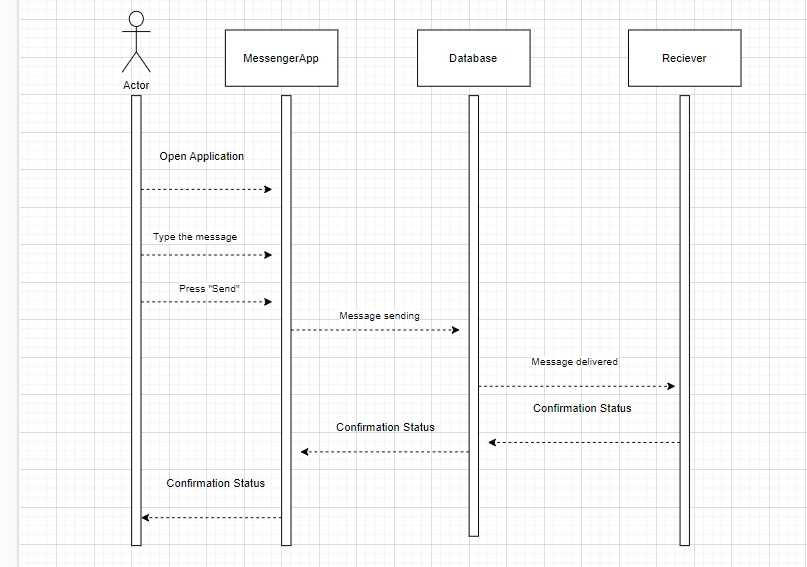 MessengerApp
Database
Reciever
Actor
Open Application
Type the message
Press "Send"
Message sending
Message delivered
Confirmation Status
Confirmation Status
Confirmation Status